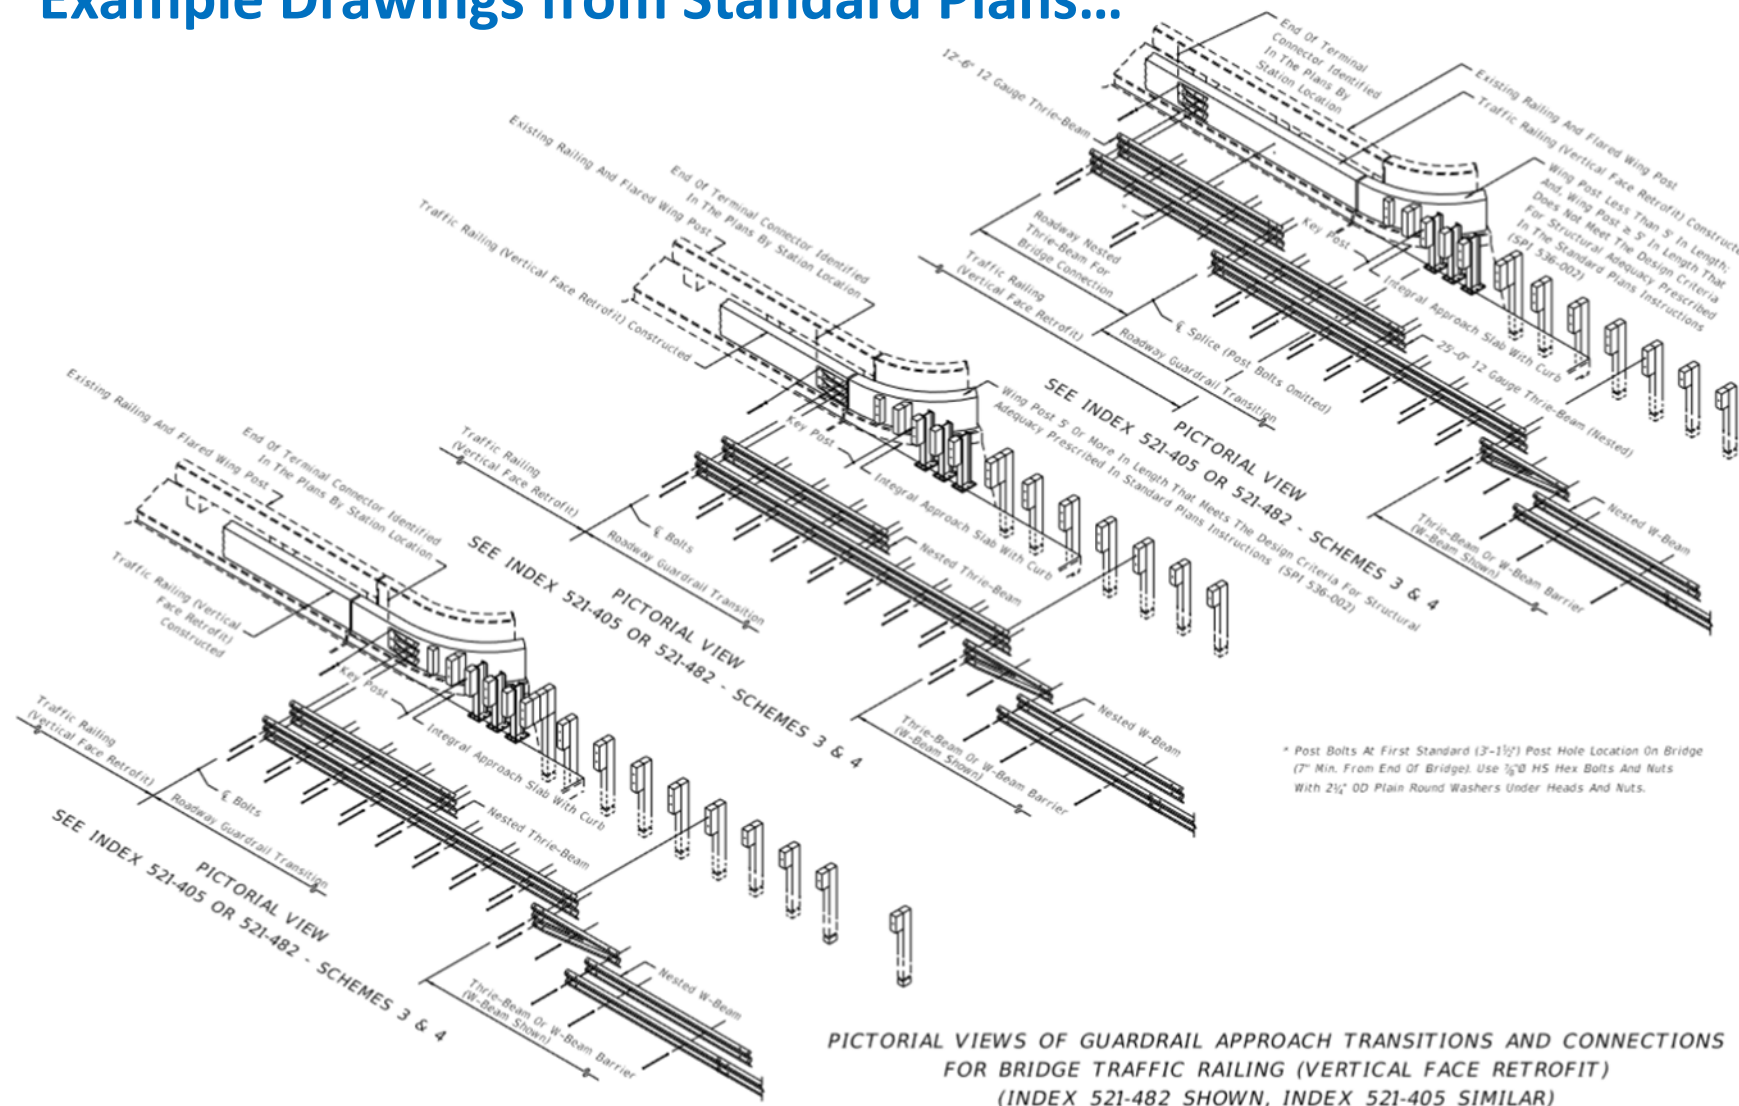 Example Drawings from Standard Plans...
End Of Terminal
Connector Identified
In The Plans By
Station Location
Existing Railing And Flared Wing Post
Traffic Railing (Vertical Face Retrofit) Constructe
Wing Post Less Than 5' In Length;
And, Wing Post ≥ 5' In Length That
Does Not Meet The Design Criteria
For Structural Adequacy Prescribed
In The Standard Plans Instructions
(SPI 536-002)
12'-6" 12 Gauge Thrie-Beam
Roadway Nested
Thrie-Beam For
Bridge Connection
Traffic Railing
(Vertical Face Retrofit)
Key Post
Integral Approach Slab With Curb
℄ Splice (Post Bolts Omitted)
Roadway Guardrail Transition
25'-0" 12 Gauge Thrie-Beam (Nested)
Nested W-Beam
Thrie-Beam Or W-Beam Barrier
(W-Beam Shown)
PICTORIAL VIEW
SEE INDEX 521-405 OR 521-482 - SCHEMES 3 & 4
Existing Railing And Flared Wing Post
End Of Terminal Connector Identified
In The Plans By Station Location
Traffic Railing (Vertical Face Retrofit) Constructed
Wing Post 5' Or More In Length That Meets The Design Criteria For Structural
Adequacy Prescribed In Standard Plans Instructions (SPI 536-002)
Key Post
Traffic Railing
(Vertical Face Retrofit)
Integral Approach Slab With Curb
℄ Bolts
Roadway Guardrail Transition
Nested Thrie-Beam
Nested W-Beam
Thrie-Beam Or W-Beam Barrier
(W-Beam Shown)
PICTORIAL VIEW
SEE INDEX 521-405 OR 521-482 - SCHEMES 3 & 4
Existing Railing And Flared Wing Post
End Of Terminal Connector Identified
In The Plans By Station Location
Traffic Railing (Vertical
Face Retrofit)
Constructed
Key Post
Traffic Railing
(Vertical Face Retrofit)
Integral Approach Slab With Curb
℄ Bolts
Roadway Guardrail Transition
Nested Thrie-Beam
Nested W-Beam
Thrie-Beam Or W-Beam Barrier
(W-Beam Shown)
PICTORIAL VIEW
SEE INDEX 521-405 OR 521-482 - SCHEMES 3 & 4
* Post Bolts At First Standard (3'-1½") Post Hole Location On Bridge
(7" Min. From End Of Bridge). Use ⅞"Ø HS Hex Bolts And Nuts
With 2¼" OD Plain Round Washers Under Heads And Nuts.
PICTORIAL VIEWS OF GUARDRAIL APPROACH TRANSITIONS AND CONNECTIONS
FOR BRIDGE TRAFFIC RAILING (VERTICAL FACE RETROFIT)
(INDEX 521-482 SHOWN, INDEX 521-405 SIMILAR)